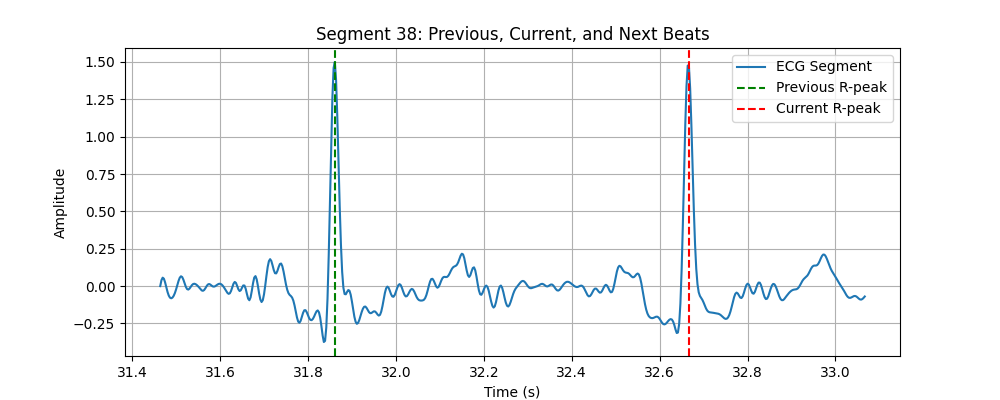 Segment 38: Previous, Current, and Next Beats
ECG Segment
Previous R-peak
Current R-peak
Amplitude
1.50
1.25
1.00
0.75
0.50
0.25
0.00
−0.25
31.4 31.6 31.8 32.0 32.2 32.4 32.6 32.8 33.0
Time (s)